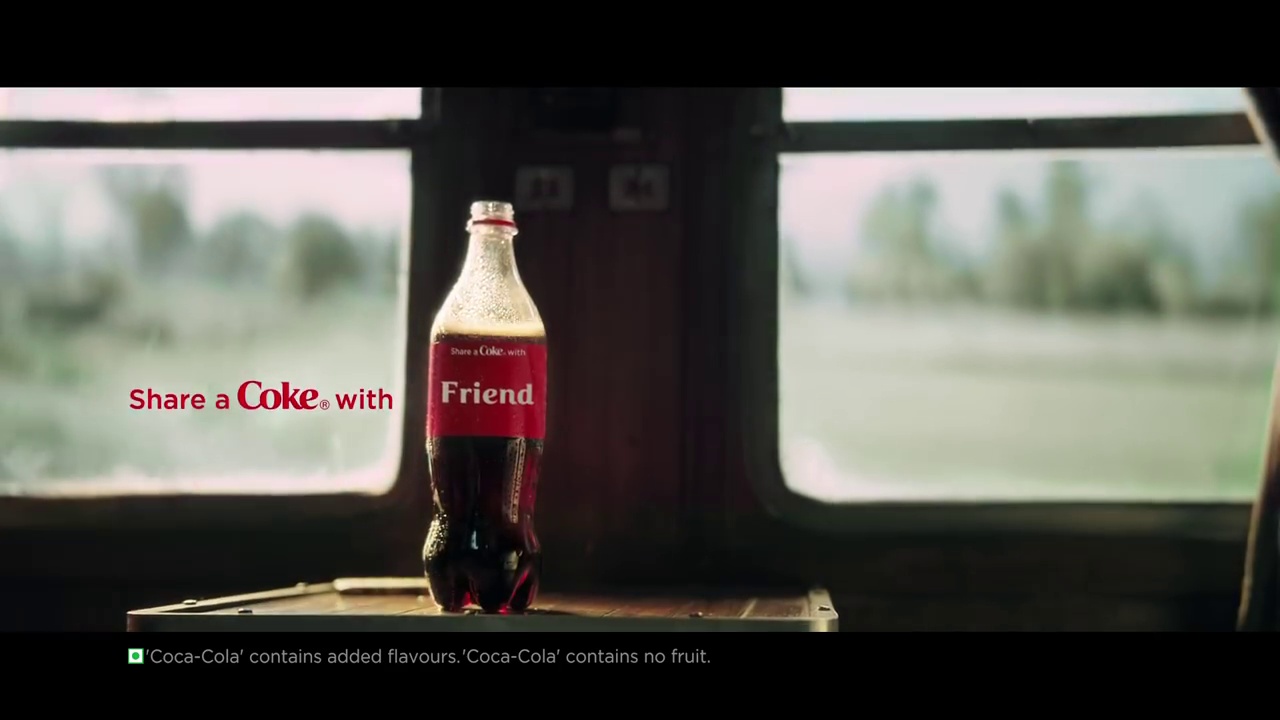 Share a Coke® with
Share a Coke® with
Friend
'Coca-Cola' contains added flavours. 'Coca-Cola' contains no fruit.